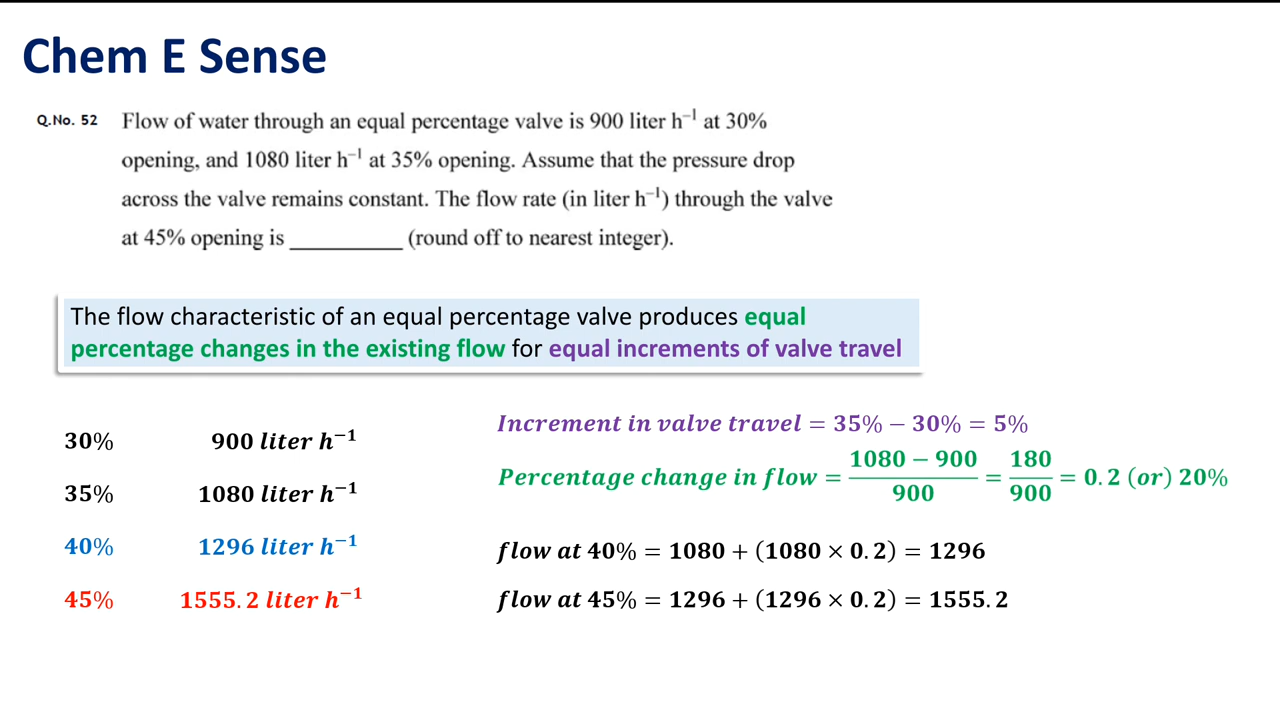 Chem E Sense
Q.No. 52 Flow of water through an equal percentage valve is 900 liter h⁻¹ at 30%
opening, and 1080 liter h⁻¹ at 35% opening. Assume that the pressure drop
across the valve remains constant. The flow rate (in liter h⁻¹) through the valve
at 45% opening is __________ (round off to nearest integer).
The flow characteristic of an equal percentage valve produces equal
percentage changes in the existing flow for equal increments of valve travel
30% 900 liter h⁻¹
35% 1080 liter h⁻¹
40% 1296 liter h⁻¹
45% 1555.2 liter h⁻¹
Increment in valve travel = 35% − 30% = 5%
Percentage change in flow = (1080 − 900)/900 = 180/900 = 0.2 (or) 20%
flow at 40% = 1080 + (1080 × 0.2) = 1296
flow at 45% = 1296 + (1296 × 0.2) = 1555.2